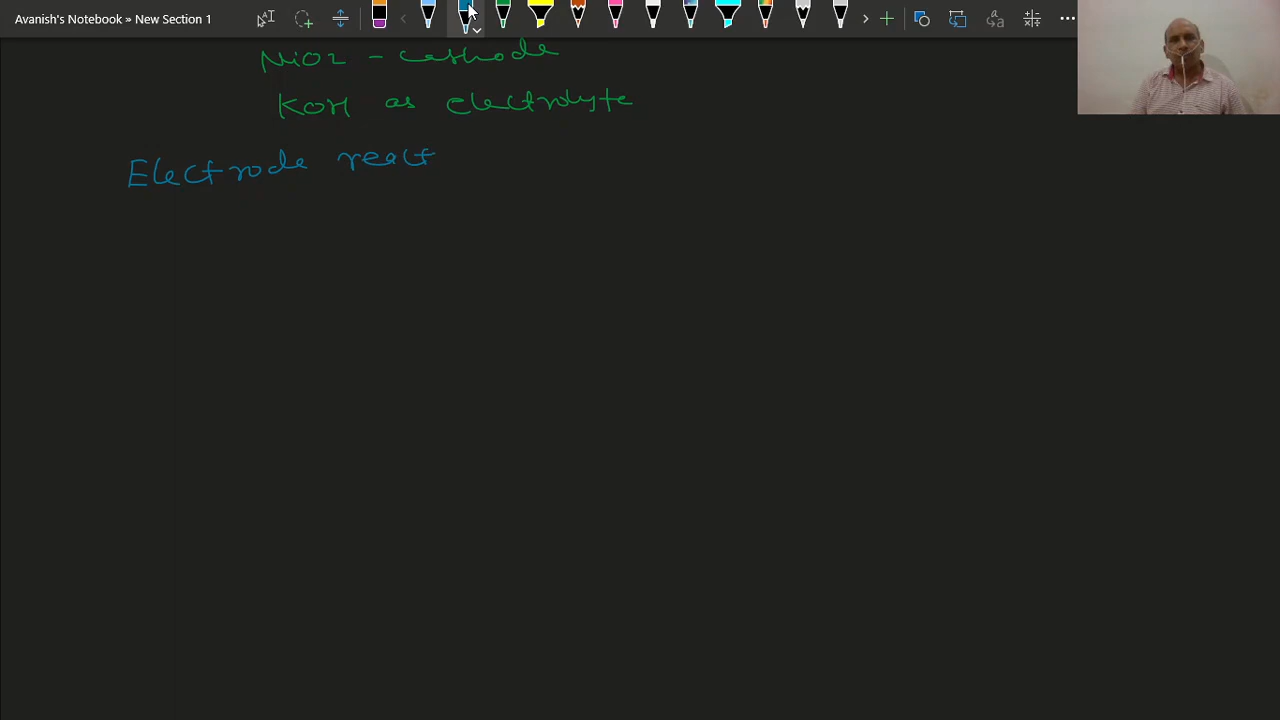 Avanish's Notebook » New Section 1
NiO2 - cathode
KOH as electrolyte
Electrode react